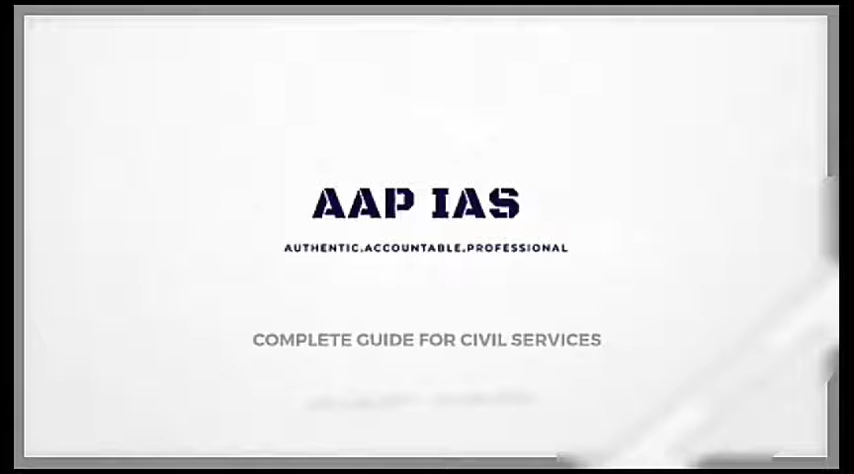 AAP IAS
AUTHENTIC.ACCOUNTABLE.PROFESSIONAL
COMPLETE GUIDE FOR CIVIL SERVICES